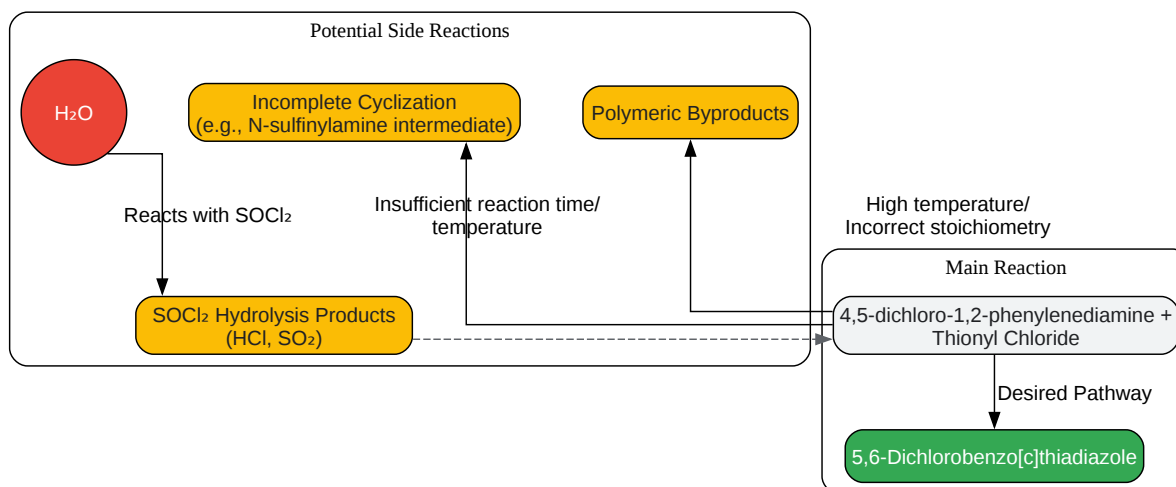 Potential Side Reactions
H₂O
Incomplete Cyclization
(e.g., N-sulfinylamine intermediate)
Polymeric Byproducts
Reacts with SOCl₂
Insufficient reaction time/
temperature
High temperature/
Incorrect stoichiometry
Main Reaction
SOCl₂ Hydrolysis Products
(HCl, SO₂)
4,5-dichloro-1,2-phenylenediamine +
Thionyl Chloride
Desired Pathway
5,6-Dichlorobenzo[c]thiadiazole